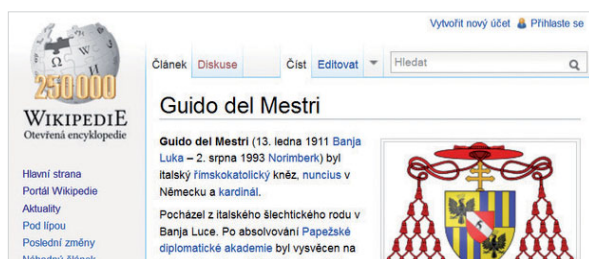 Vytvořit nový účet Přihlaste se
Článek Diskuse Číst Editovat Hledat
250 000
WIKIPEDIE
Otevřená encyklopedie
Hlavní strana
Portál Wikipedie
Aktuality
Pod lípou
Poslední změny
Náhodný článek
Guido del Mestri
Guido del Mestri (13. ledna 1911 Banja
Luka – 2. srpna 1993 Norimberk) byl
italský římskokatolický kněz, nuncius v
Německu a kardinál.
Pocházel z italského šlechtického rodu v
Banja Luce. Po absolvování Papežské
diplomatické akademie byl vysvěcen na